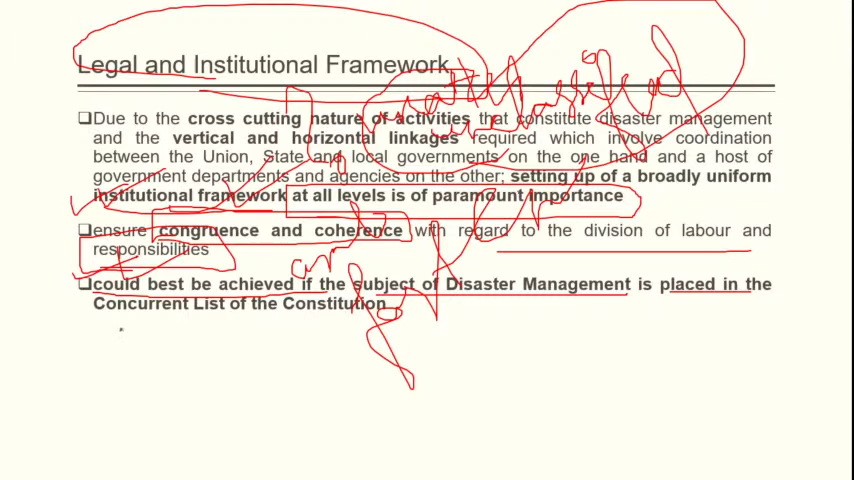 Legal and Institutional Framework
❑Due to the cross cutting nature of activities that constitute disaster management
and the vertical and horizontal linkages required which involve coordination
between the Union, State and local governments on the one hand and a host of
government departments and agencies on the other; setting up of a broadly uniform
institutional framework at all levels is of paramount importance
❑ensure congruence and coherence with regard to the division of labour and
responsibilities
❑could best be achieved if the subject of Disaster Management is placed in the
Concurrent List of the Constitution